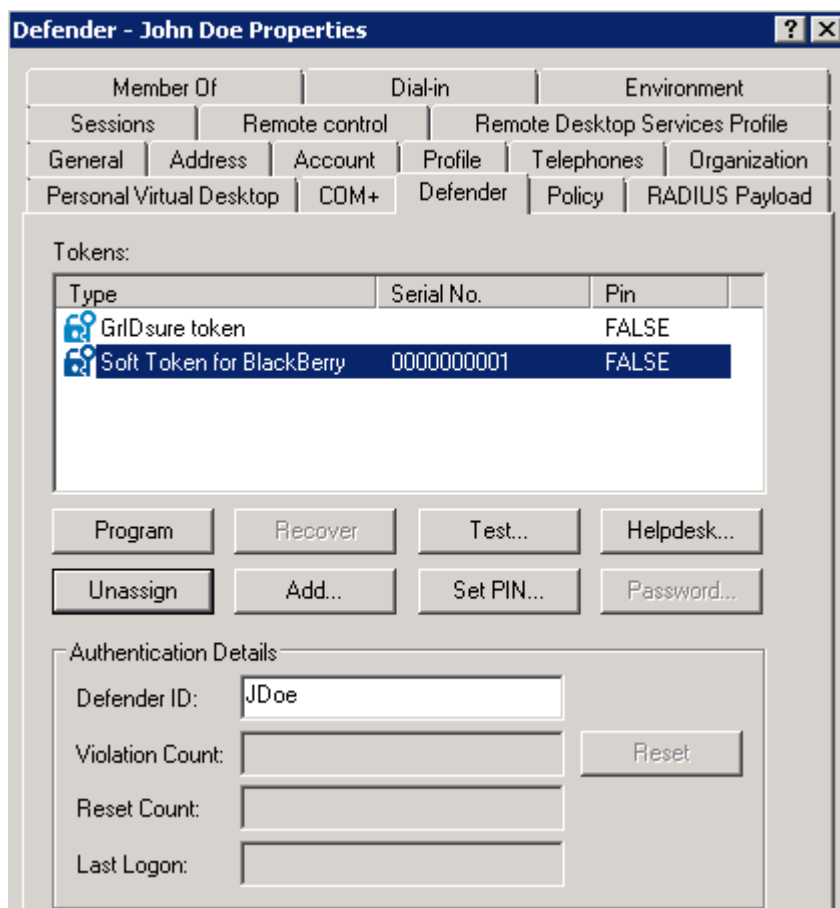 Defender - John Doe Properties
Member Of Dial-in Environment
Sessions Remote control Remote Desktop Services Profile
General Address Account Profile Telephones Organization
Personal Virtual Desktop COM+ Defender Policy RADIUS Payload
Tokens:
Type Serial No. Pin
GrIDsure token FALSE
Soft Token for BlackBerry 0000000001 FALSE
Program Recover Test... Helpdesk...
Unassign Add... Set PIN... Password...
Authentication Details
Defender ID: JDoe
Violation Count: Reset
Reset Count:
Last Logon: